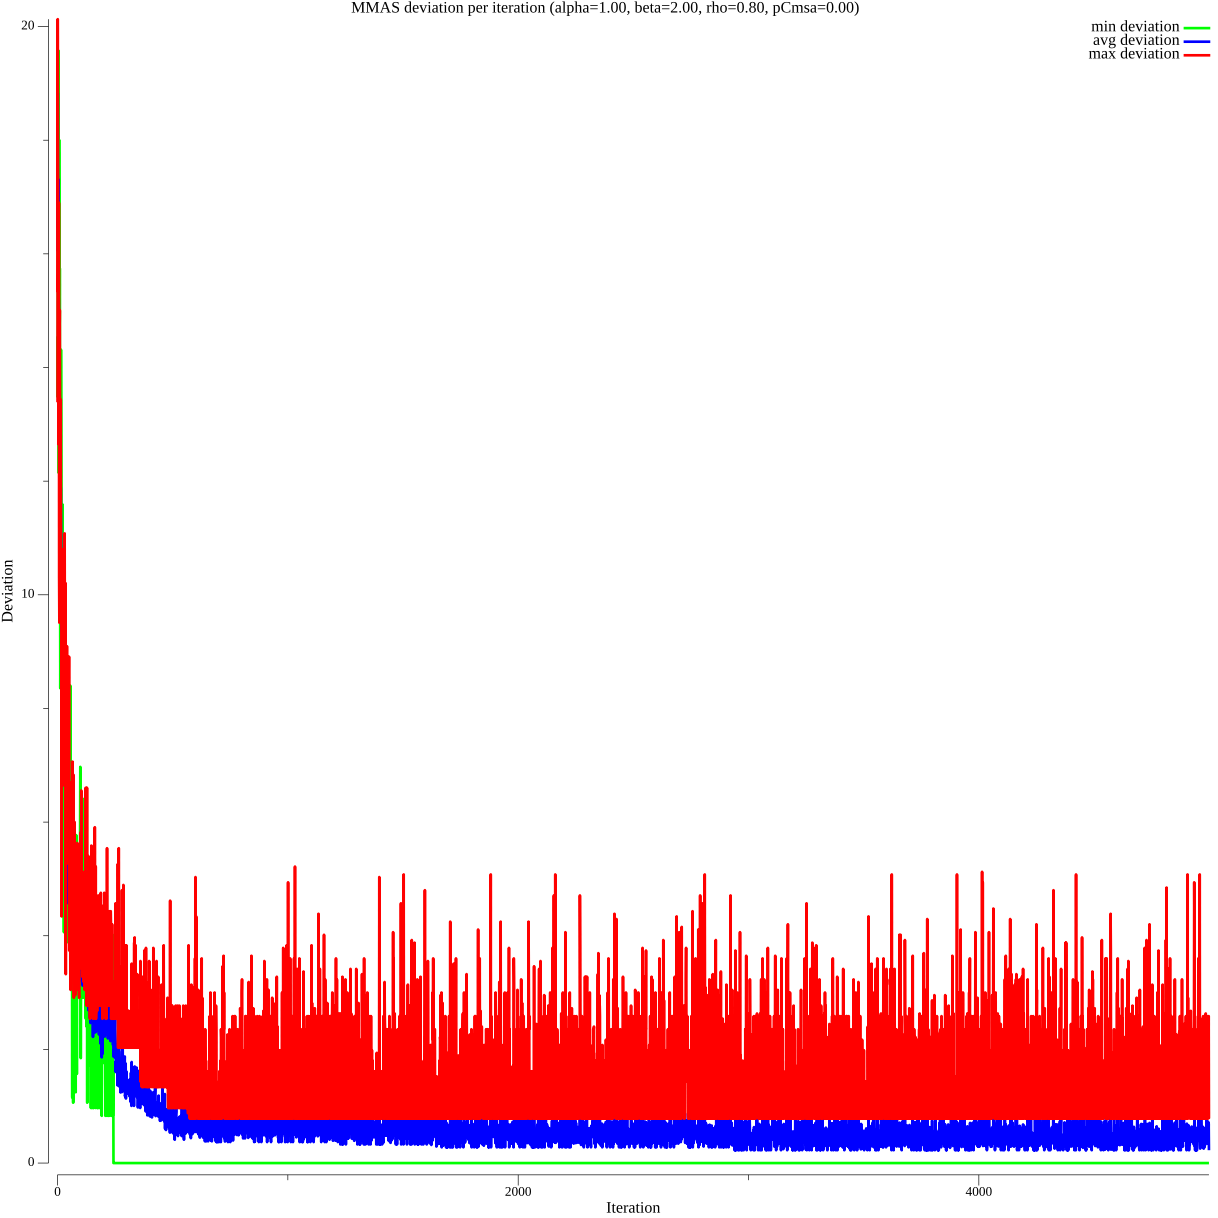 MMAS deviation per iteration (alpha=1.00, beta=2.00, rho=0.80, pCmsa=0.00)
min deviation
avg deviation
max deviation
20
10
0
Deviation
0
2000
4000
Iteration